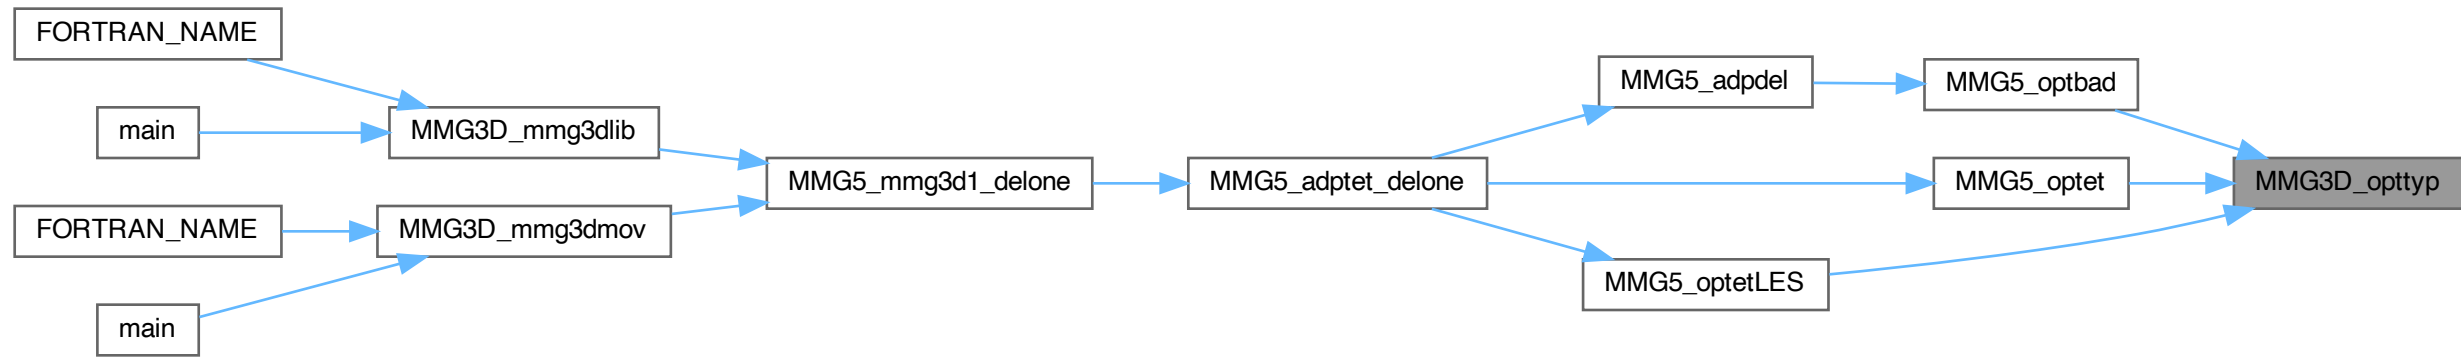 FORTRAN_NAME
main
MMG3D_mmg3dlib
FORTRAN_NAME
main
MMG3D_mmg3dmov
MMG5_mmg3d1_delone
MMG5_adptet_delone
MMG5_adpdel
MMG5_optbad
MMG5_optet
MMG5_optetLES
MMG3D_opttyp